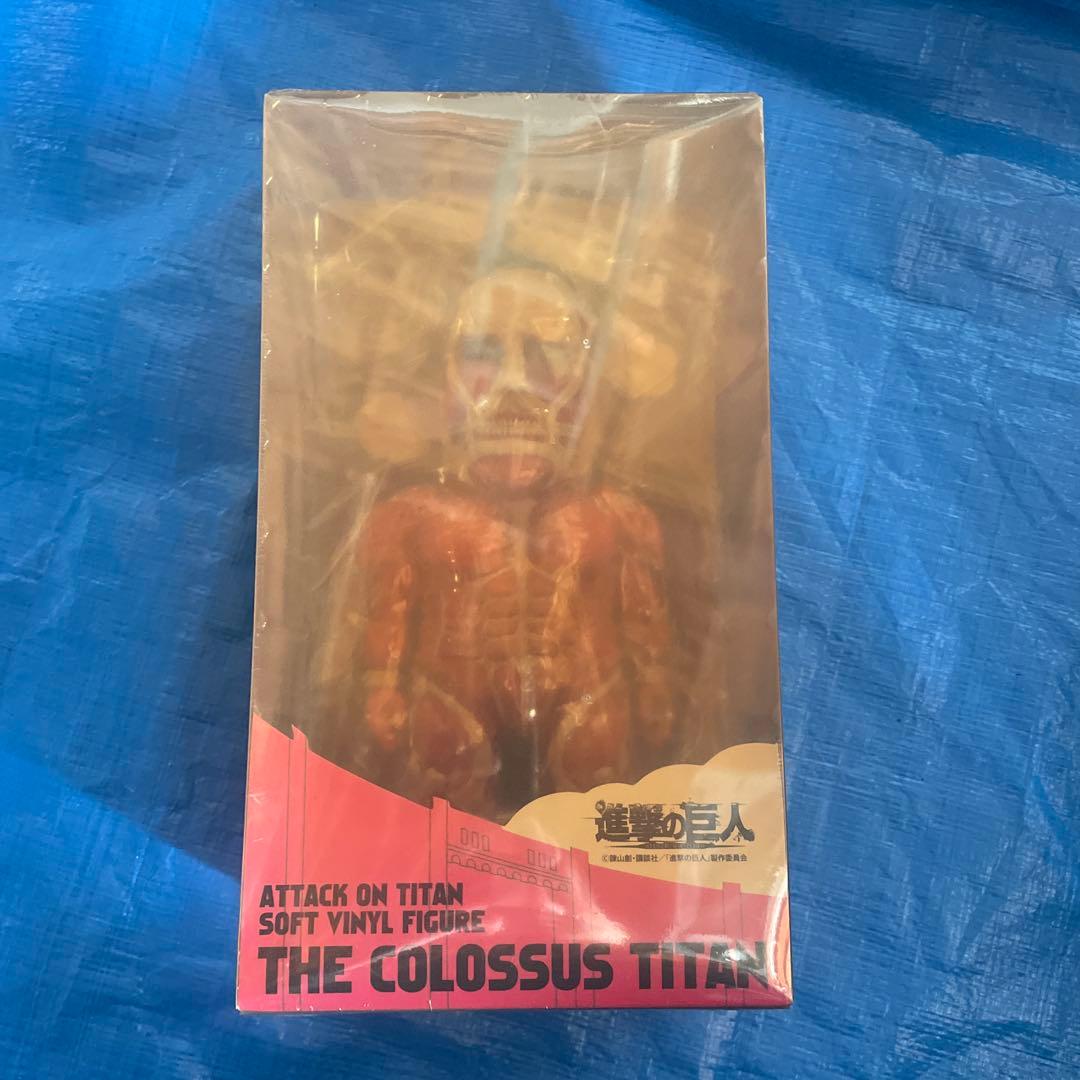 進撃の巨人
©諫山創・講談社／「進撃の巨人」製作委員会
ATTACK ON TITAN
SOFT VINYL FIGURE
THE COLOSSUS TITAN